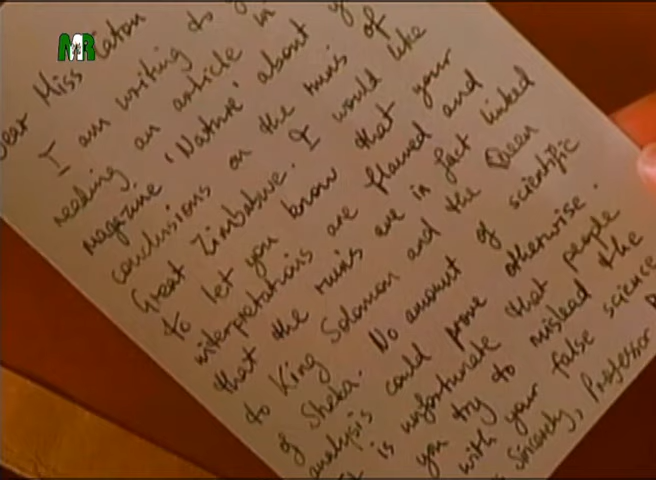 MR
Dear Miss Caton
I am writing to
reading an article in
magazine 'Nature' about
conclusions on the ruins of
Great Zimbabwe. I would like
to let you know that your
interpretations are flawed and
that the ruins are in fact linked
to King Solomon and the Queen
of Sheba. No amount of scientific
analysis could prove otherwise.
is unfortunate that people
you try to mislead the
with your false science
Sincerely, Professor